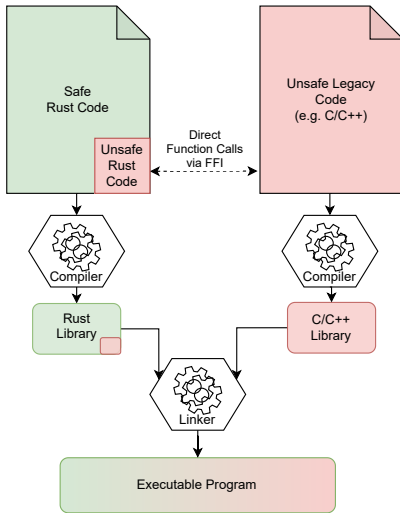 Safe
Rust Code
Unsafe Legacy
Code
(e.g. C/C++)
Unsafe
Rust
Code
Direct
Function Calls
via FFI
Compiler
Compiler
Rust
Library
C/C++
Library
Linker
Executable Program